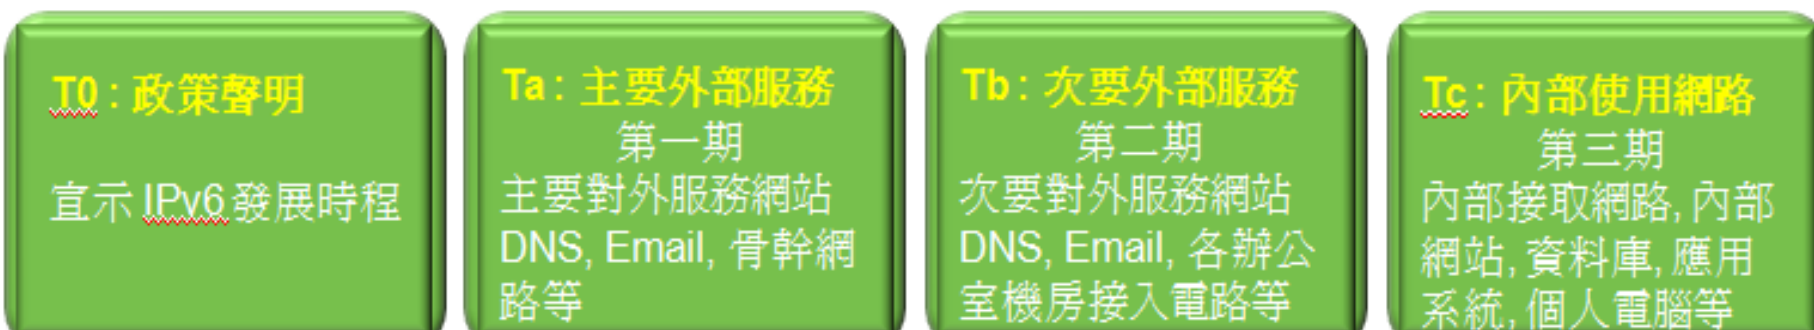 T0 : 政策聲明
宣示 IPv6 發展時程
Ta : 主要外部服務
第一期
主要對外服務網站
DNS, Email, 骨幹網
路等
Tb : 次要外部服務
第二期
次要對外服務網站
DNS, Email, 各辦公
室機房接入電路等
Tc : 內部使用網路
第三期
內部接取網路, 內部
網站, 資料庫, 應用
系統, 個人電腦等